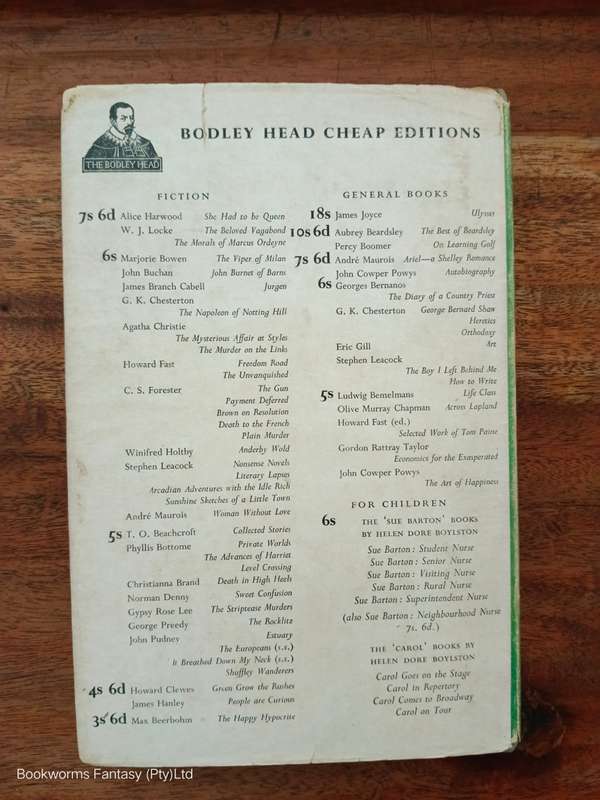 BODLEY HEAD CHEAP EDITIONS
THE BODLEY HEAD
FICTION
7s 6d Alice Harwood She Had to be Queen
W. J. Locke The Beloved Vagabond
The Morals of Marcus Ordeyne
6s Marjorie Bowen The Viper of Milan
John Buchan John Burnet of Barns
James Branch Cabell Jurgen
G. K. Chesterton
The Napoleon of Notting Hill
Agatha Christie
The Mysterious Affair at Styles
The Murder on the Links
Howard Fast Freedom Road
The Unvanquished
C. S. Forester The Gun
Payment Deferred
Brown on Resolution
Death to the French
Plain Murder
Winifred Holtby Anderby Wold
Stephen Leacock Nonsense Novels
Literary Lapses
Arcadian Adventures with the Idle Rich
Sunshine Sketches of a Little Town
André Maurois Woman Without Love
5s T. O. Beachcroft Collected Stories
Phyllis Bottome Private Worlds
The Advances of Harriet
Level Crossing
Christianna Brand Death in High Heels
Norman Denny Sweet Confusion
Gypsy Rose Lee The Striptease Murders
George Preedy The Rocklitz
John Pudney Estuary
The Europeans (s.s.)
It Breathed Down My Neck (s.s.)
Shuffley Wanderers
4s 6d Howard Clewes Green Grow the Rushes
James Hanley People are Curious
3s 6d Max Beerbohm The Happy Hypocrite
GENERAL BOOKS
18s James Joyce Ulysses
10s 6d Aubrey Beardsley The Best of Beardsley
Percy Boomer On Learning Golf
7s 6d André Maurois Ariel—a Shelley Romance
John Cowper Powys Autobiography
6s Georges Bernanos
The Diary of a Country Priest
G. K. Chesterton George Bernard Shaw
Heretics
Orthodoxy
Eric Gill Art
Stephen Leacock
The Boy I Left Behind Me
How to Write
5s Ludwig Bemelmans Life Class
Olive Murray Chapman Across Lapland
Howard Fast (ed.)
Selected Work of Tom Paine
Gordon Rattray Taylor
Economics for the Exasperated
John Cowper Powys
The Art of Happiness
FOR CHILDREN
6s THE 'SUE BARTON' BOOKS
BY HELEN DORE BOYLSTON
Sue Barton: Student Nurse
Sue Barton: Senior Nurse
Sue Barton: Visiting Nurse
Sue Barton: Rural Nurse
Sue Barton: Superintendent Nurse
(also Sue Barton: Neighbourhood Nurse
7s. 6d.)
THE 'CAROL' BOOKS BY
HELEN DORE BOYLSTON
Carol Goes on the Stage
Carol in Repertory
Carol Comes to Broadway
Carol on Tour
Bookworms Fantasy (Pty)Ltd